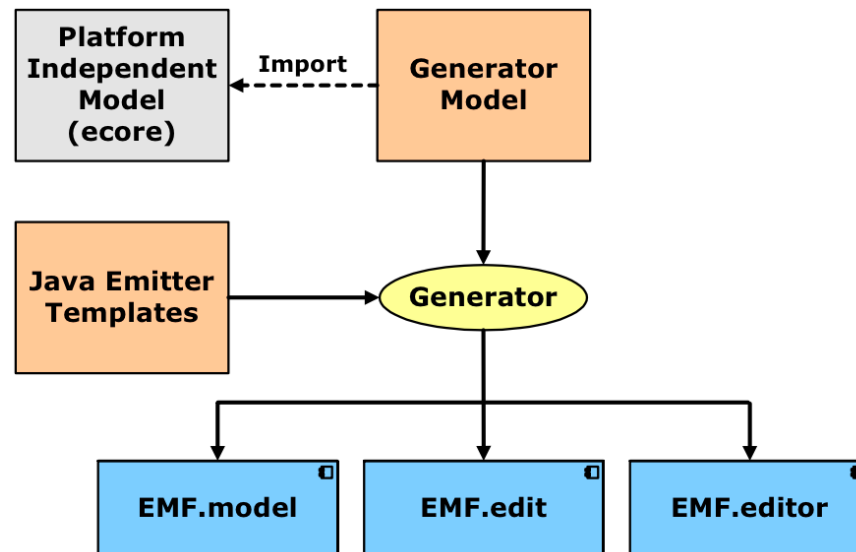 Platform
Independent
Model
(ecore)
Import
Generator
Model
Java Emitter
Templates
Generator
EMF.model
EMF.edit
EMF.editor